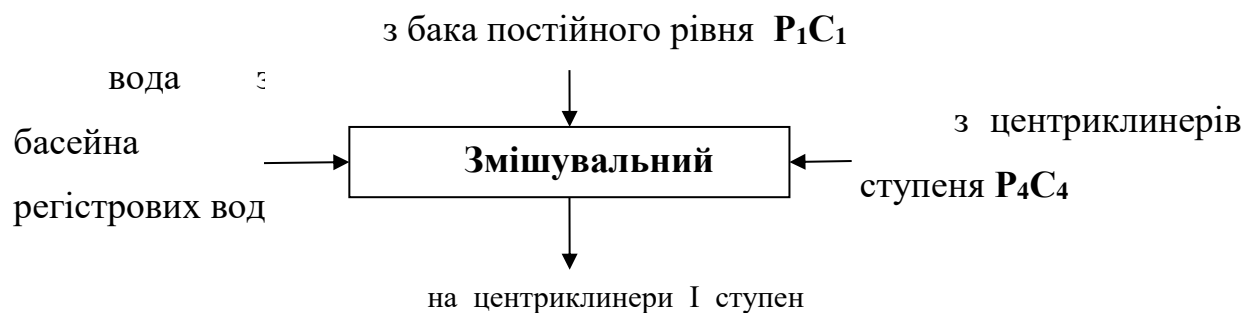 з бака постійного рівня P₁C₁
вода з
басейна
регістрових вод
Змішувальний
з центриклинерів
ступеня P₄C₄
на центриклинери I ступен